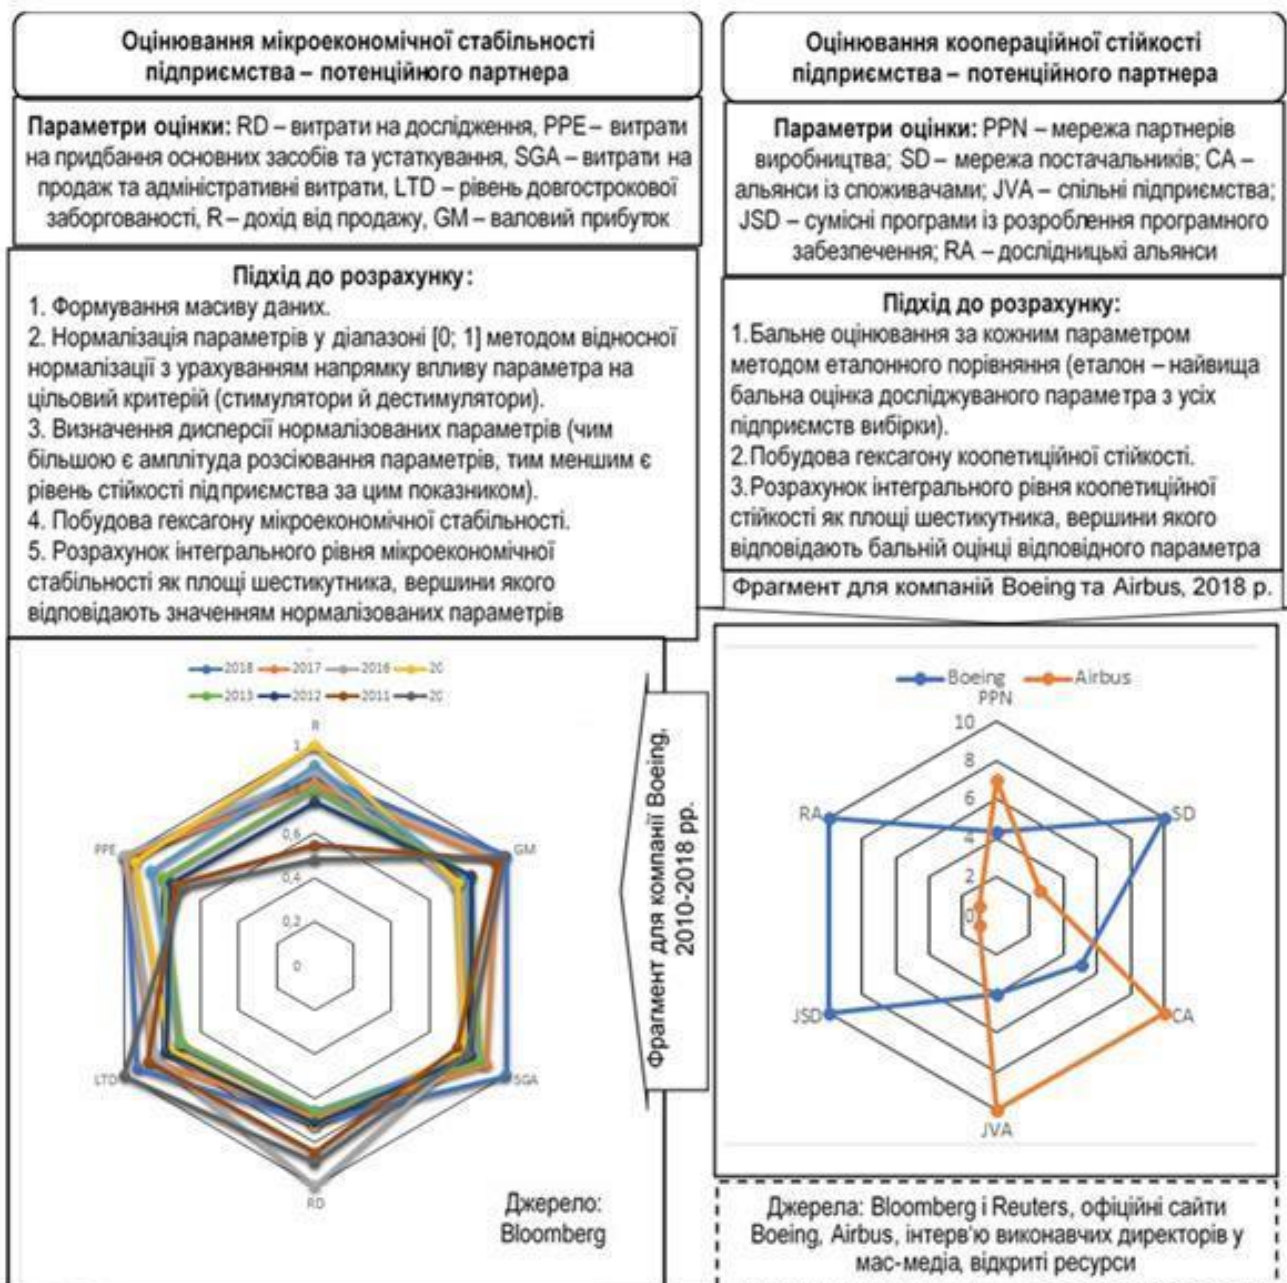 Оцінювання мікроекономічної стабільності
підприємства – потенційного партнера
Параметри оцінки: RD – витрати на дослідження, PPE – витрати
на придбання основних засобів та устаткування, SGA – витрати на
продаж та адміністративні витрати, LTD – рівень довгострокової
заборгованості, R – дохід від продажу, GM – валовий прибуток
Підхід до розрахунку:
1. Формування масиву даних.
2. Нормалізація параметрів у діапазоні [0; 1] методом відносної
нормалізації з урахуванням напрямку впливу параметра на
цільовий критерій (стимулятори й дестимулятори).
3. Визначення дисперсії нормалізованих параметрів (чим
більшою є амплітуда розсіювання параметрів, тим меншим є
рівень стійкості підприємства за цим показником).
4. Побудова гексагону мікроекономічної стабільності.
5. Розрахунок інтегрального рівня мікроекономічної
стабільності як площі шестикутника, вершини якого
відповідають значенням нормалізованих параметрів
2018 2017 2016 20
2013 2012 2011 20
R
1
0,6
PPE GM
0,4
0,2
0
LTD SGA
RD
Джерело:
Bloomberg
Фрагмент для компанії Boeing,
2010-2018 рр.
Оцінювання коопераційної стійкості
підприємства – потенційного партнера
Параметри оцінки: PPN – мережа партнерів
виробництва; SD – мережа постачальників; CA –
альянси із споживачами; JVA – спільні підприємства;
JSD – сумісні програми із розроблення програмного
забезпечення; RA – дослідницькі альянси
Підхід до розрахунку:
1.Бальне оцінювання за кожним параметром
методом еталонного порівняння (еталон – найвища
бальна оцінка досліджуваного параметра з усіх
підприємств вибірки).
2.Побудова гексагону коопетиційної стійкості.
3.Розрахунок інтегрального рівня коопетиційної
стійкості як площі шестикутника, вершини якого
відповідають бальній оцінці відповідного параметра
Фрагмент для компаній Boeing та Airbus, 2018 р.
Boeing Airbus
PPN
10
8
6
RA SD
4
2
0
JSD CA
JVA
Джерела: Bloomberg і Reuters, офіційні сайти
Boeing, Airbus, інтерв'ю виконавчих директорів у
мас-медіа, відкриті ресурси